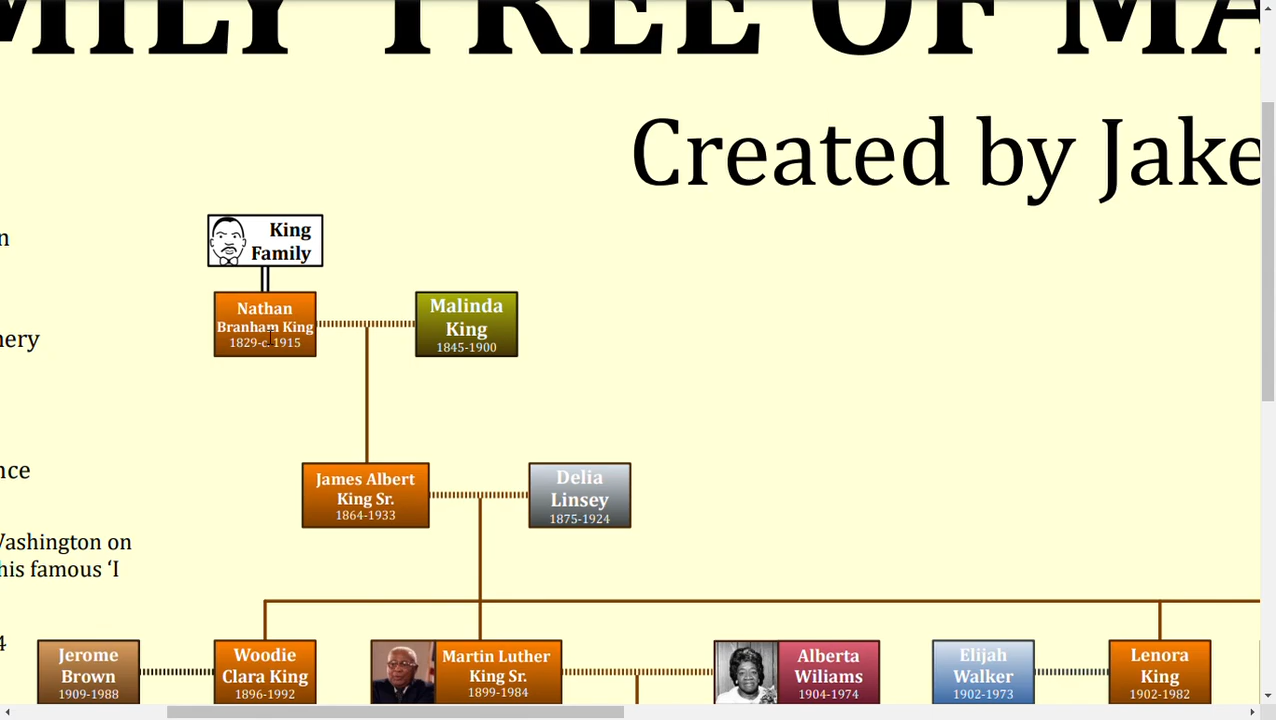 MILY TREE OF MA
Created by Jake
King
Family
Nathan
Branham King
1829-c.1915
Malinda
King
1845-1900
James Albert
King Sr.
1864-1933
Delia
Linsey
1875-1924
n
nery
nce
Washington on
his famous ‘I
4
Jerome
Brown
1909-1988
Woodie
Clara King
1896-1992
Martin Luther
King Sr.
1899-1984
Alberta
Wiliams
1904-1974
Elijah
Walker
1902-1973
Lenora
King
1902-1982